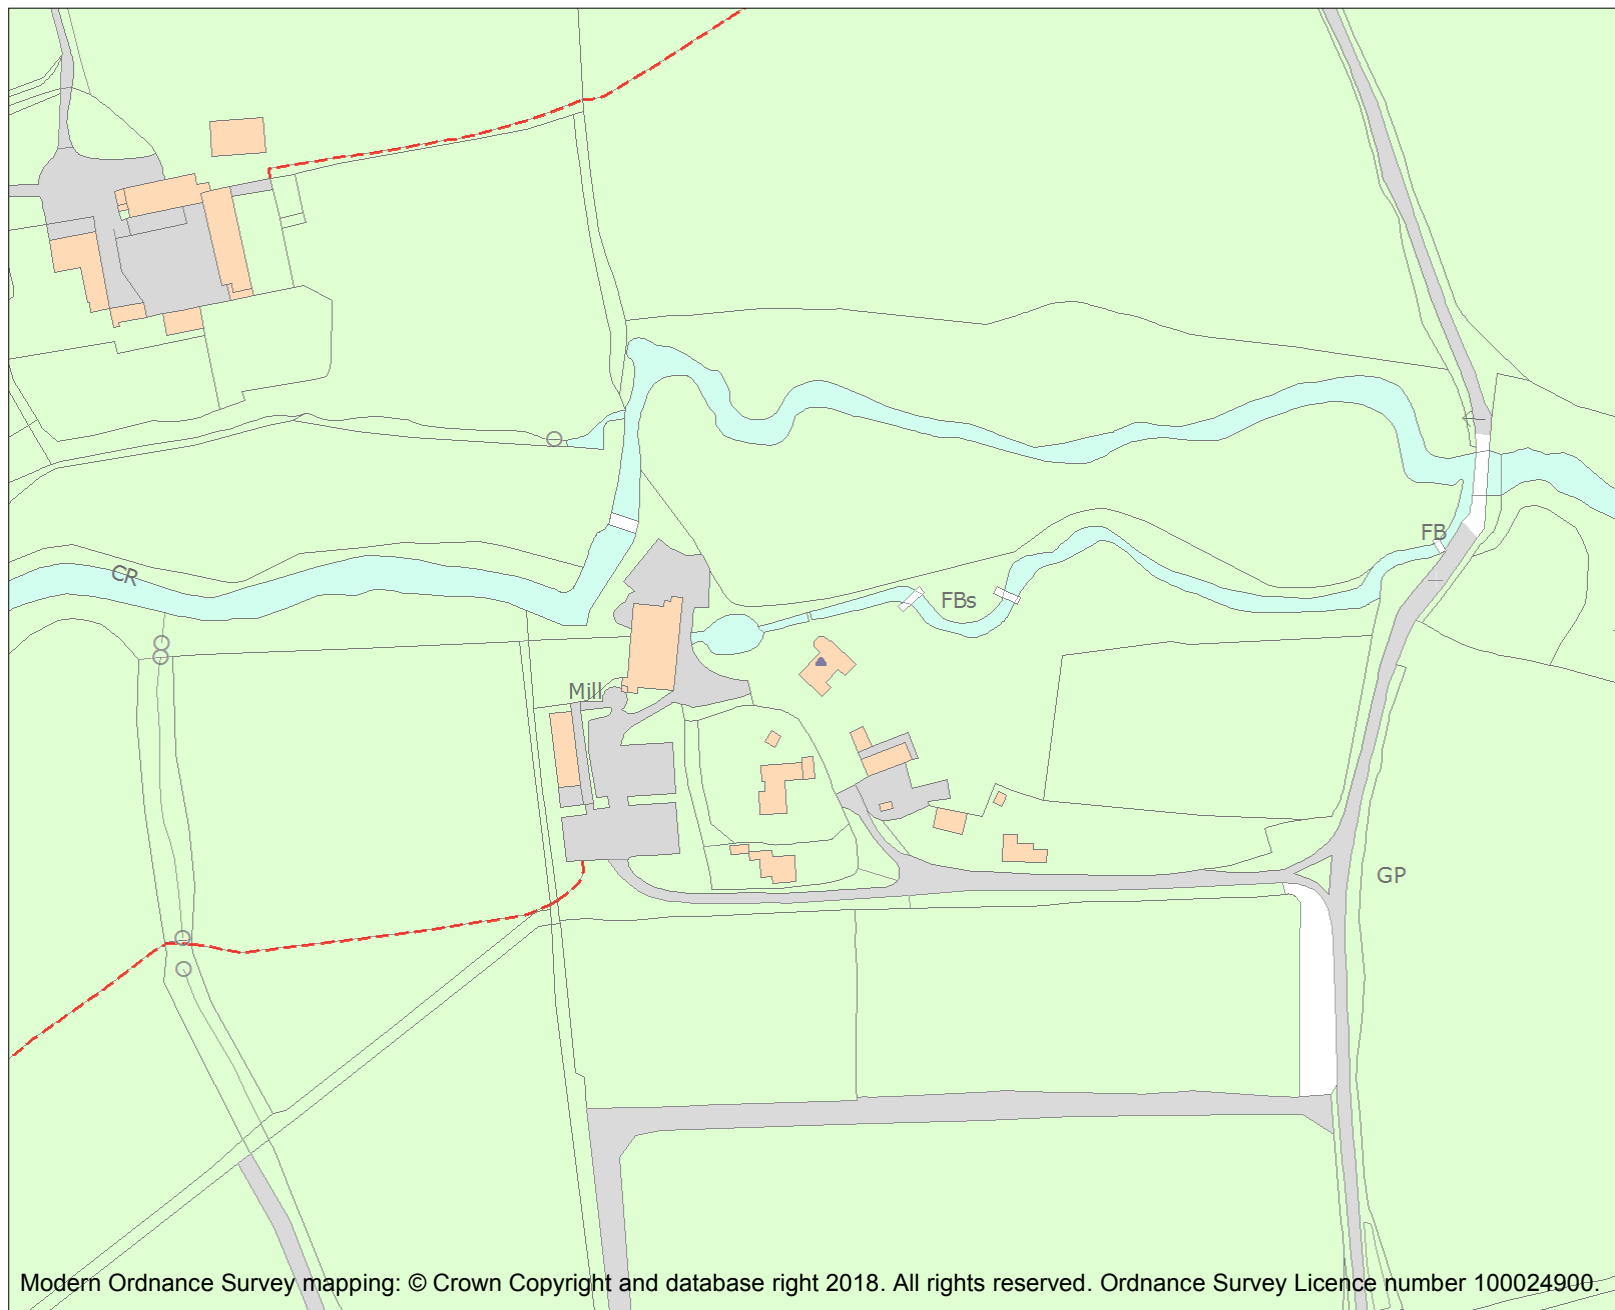 FB
CR
FBs
Mill
GP
Modern Ordnance Survey mapping: © Crown Copyright and database right 2018. All rights reserved. Ordnance Survey Licence number 100024900.